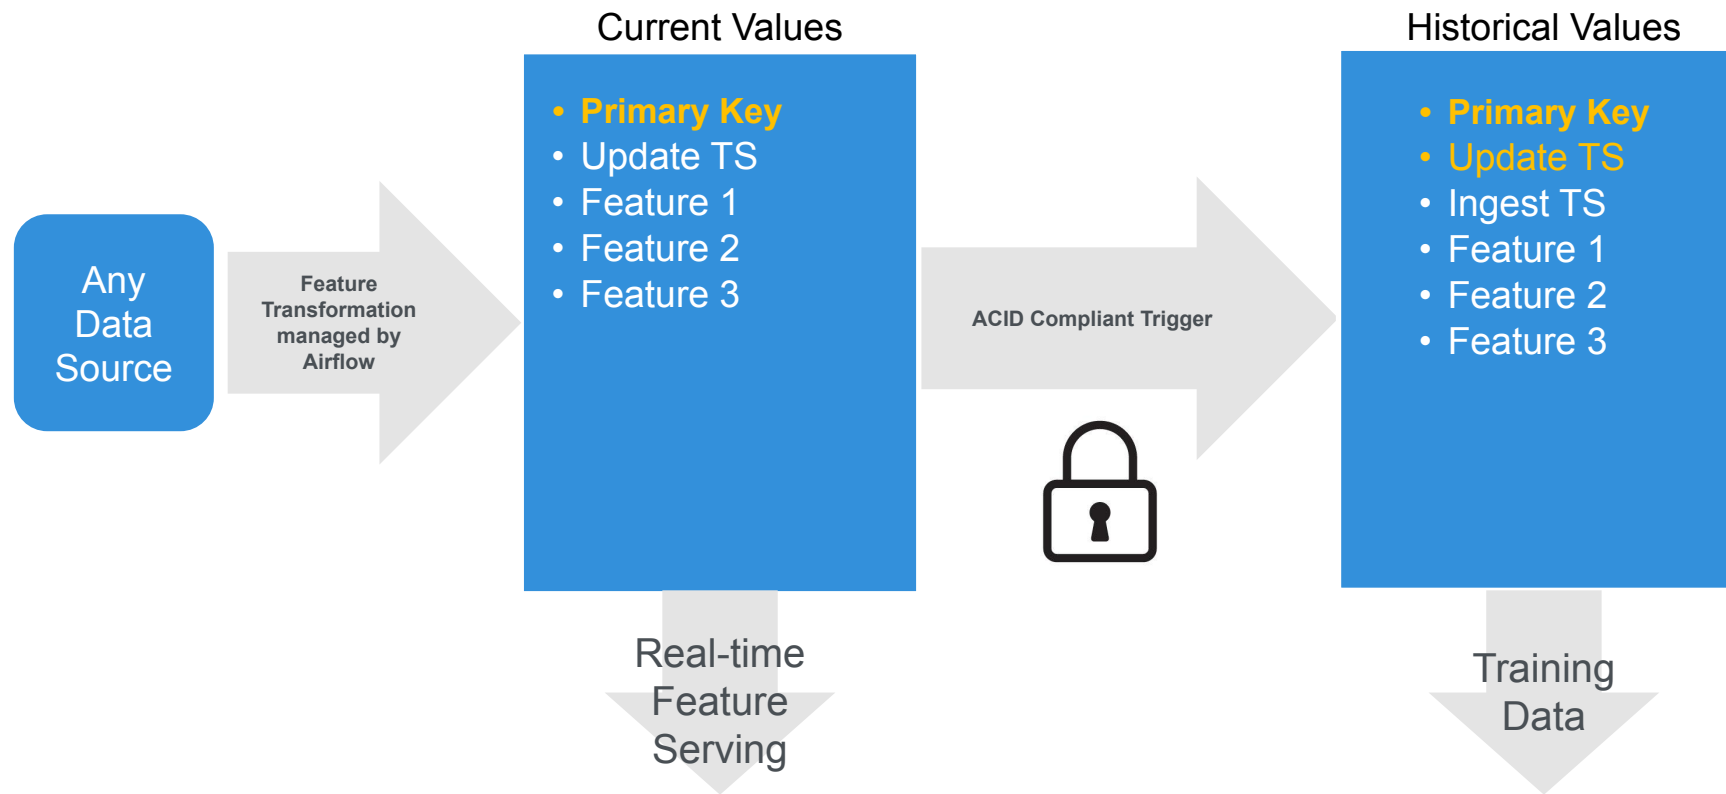 Current Values
Historical Values
Any
Data
Source
Feature
Transformation
managed by
Airflow
• Primary Key
• Update TS
• Feature 1
• Feature 2
• Feature 3
ACID Compliant Trigger
• Primary Key
• Update TS
• Ingest TS
• Feature 1
• Feature 2
• Feature 3
Real-time
Feature
Serving
Training
Data